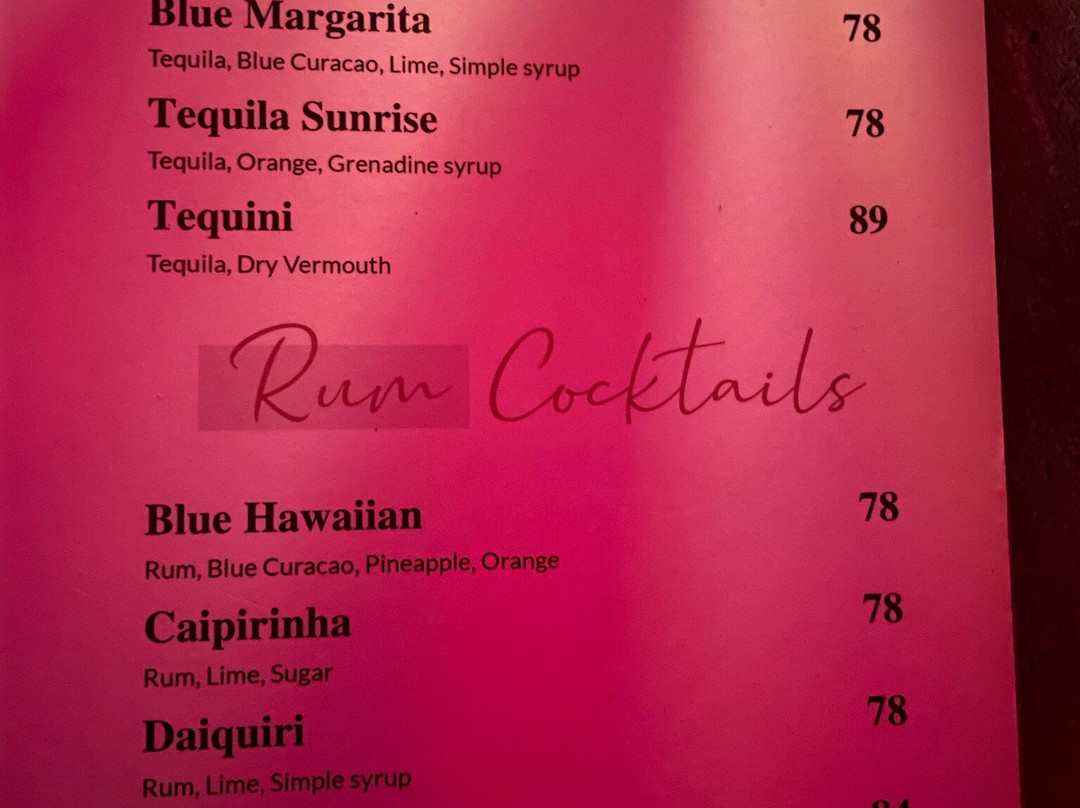 Blue Margarita 78
Tequila, Blue Curacao, Lime, Simple syrup
Tequila Sunrise 78
Tequila, Orange, Grenadine syrup
Tequini 89
Tequila, Dry Vermouth
Rum Cocktails
Blue Hawaiian 78
Rum, Blue Curacao, Pineapple, Orange
Caipirinha 78
Rum, Lime, Sugar
Daiquiri 78
Rum, Lime, Simple syrup